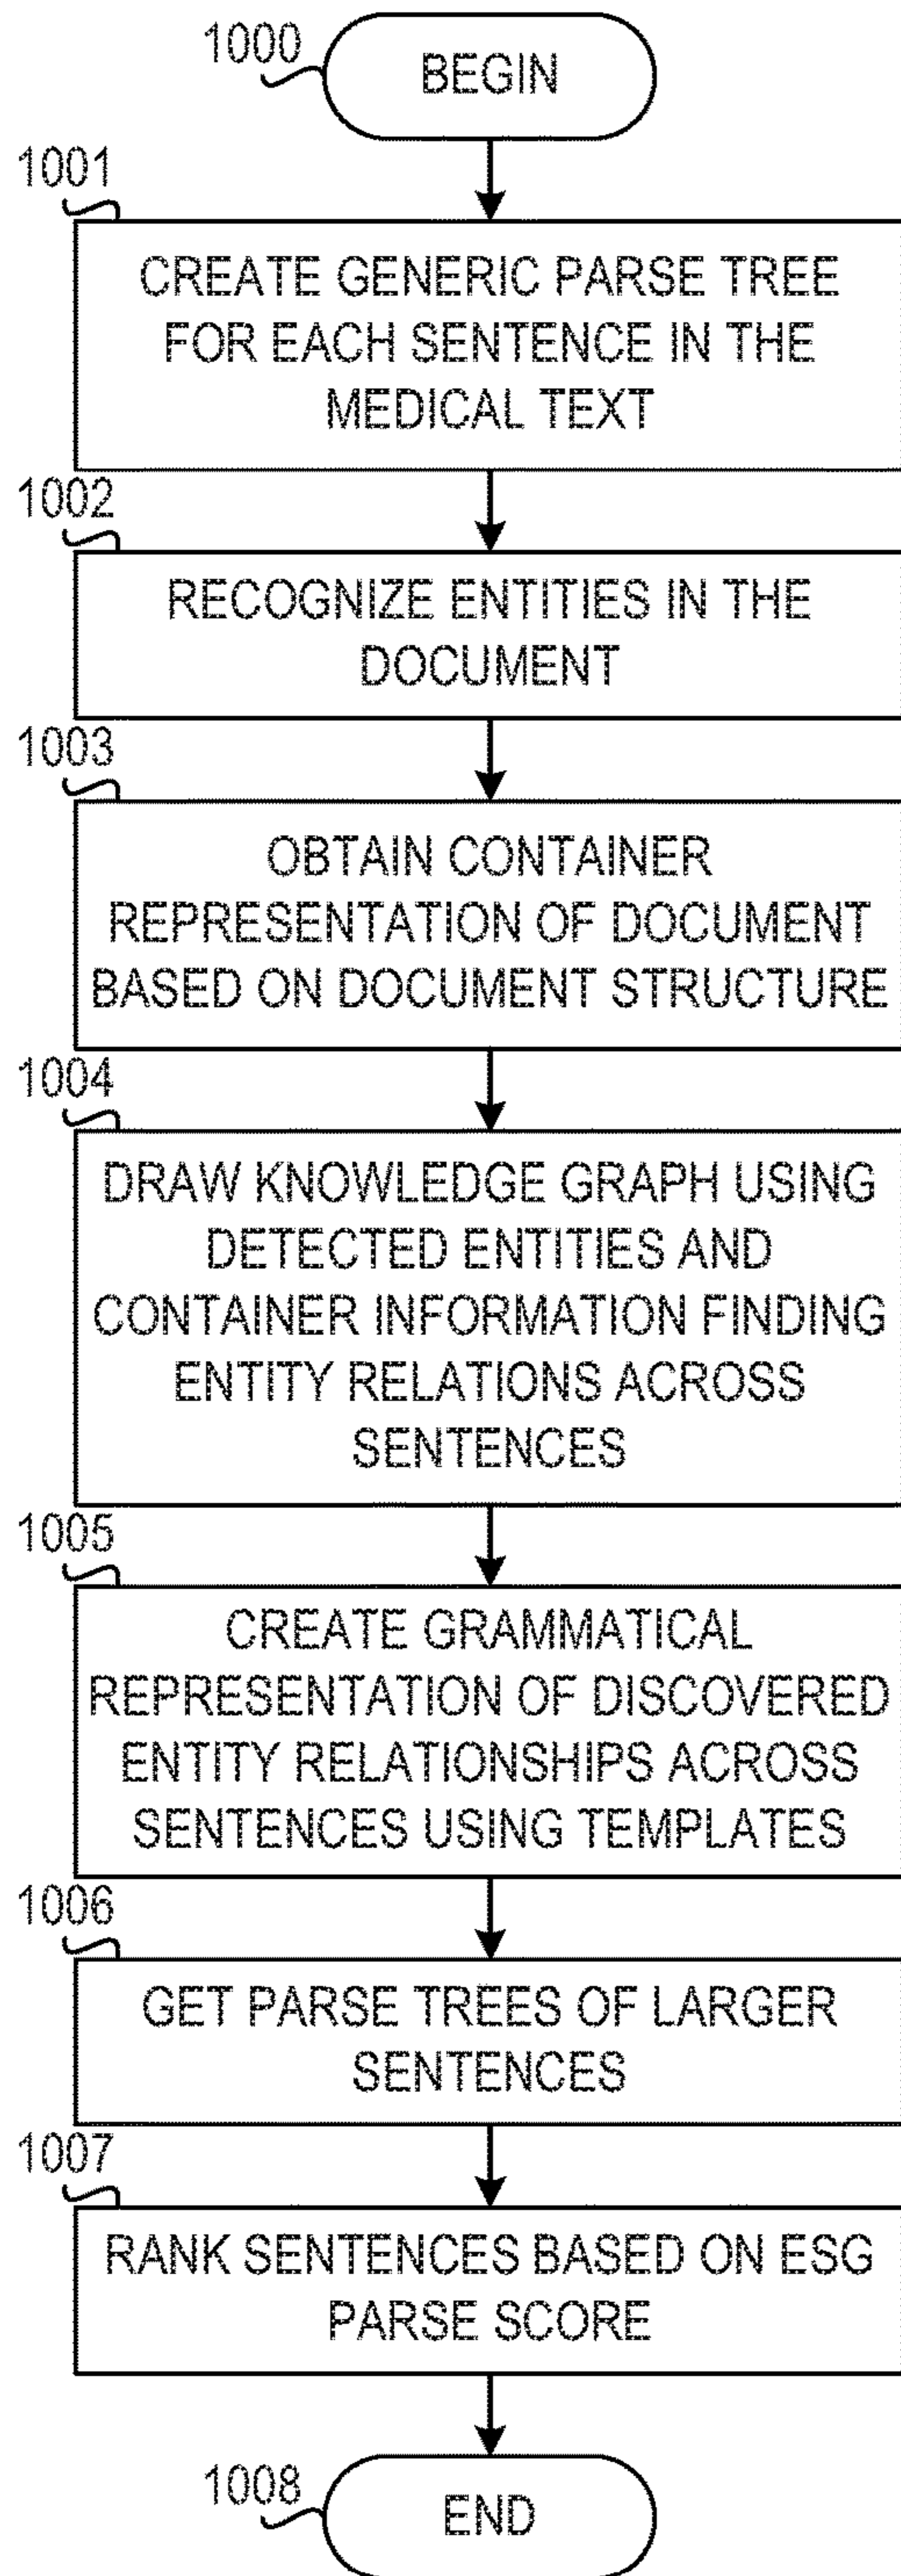 1000
BEGIN
1001
CREATE GENERIC PARSE TREE
FOR EACH SENTENCE IN THE
MEDICAL TEXT
1002
RECOGNIZE ENTITIES IN THE
DOCUMENT
1003
OBTAIN CONTAINER
REPRESENTATION OF DOCUMENT
BASED ON DOCUMENT STRUCTURE
1004
DRAW KNOWLEDGE GRAPH USING
DETECTED ENTITIES AND
CONTAINER INFORMATION FINDING
ENTITY RELATIONS ACROSS
SENTENCES
1005
CREATE GRAMMATICAL
REPRESENTATION OF DISCOVERED
ENTITY RELATIONSHIPS ACROSS
SENTENCES USING TEMPLATES
1006
GET PARSE TREES OF LARGER
SENTENCES
1007
RANK SENTENCES BASED ON ESG
PARSE SCORE
1008
END